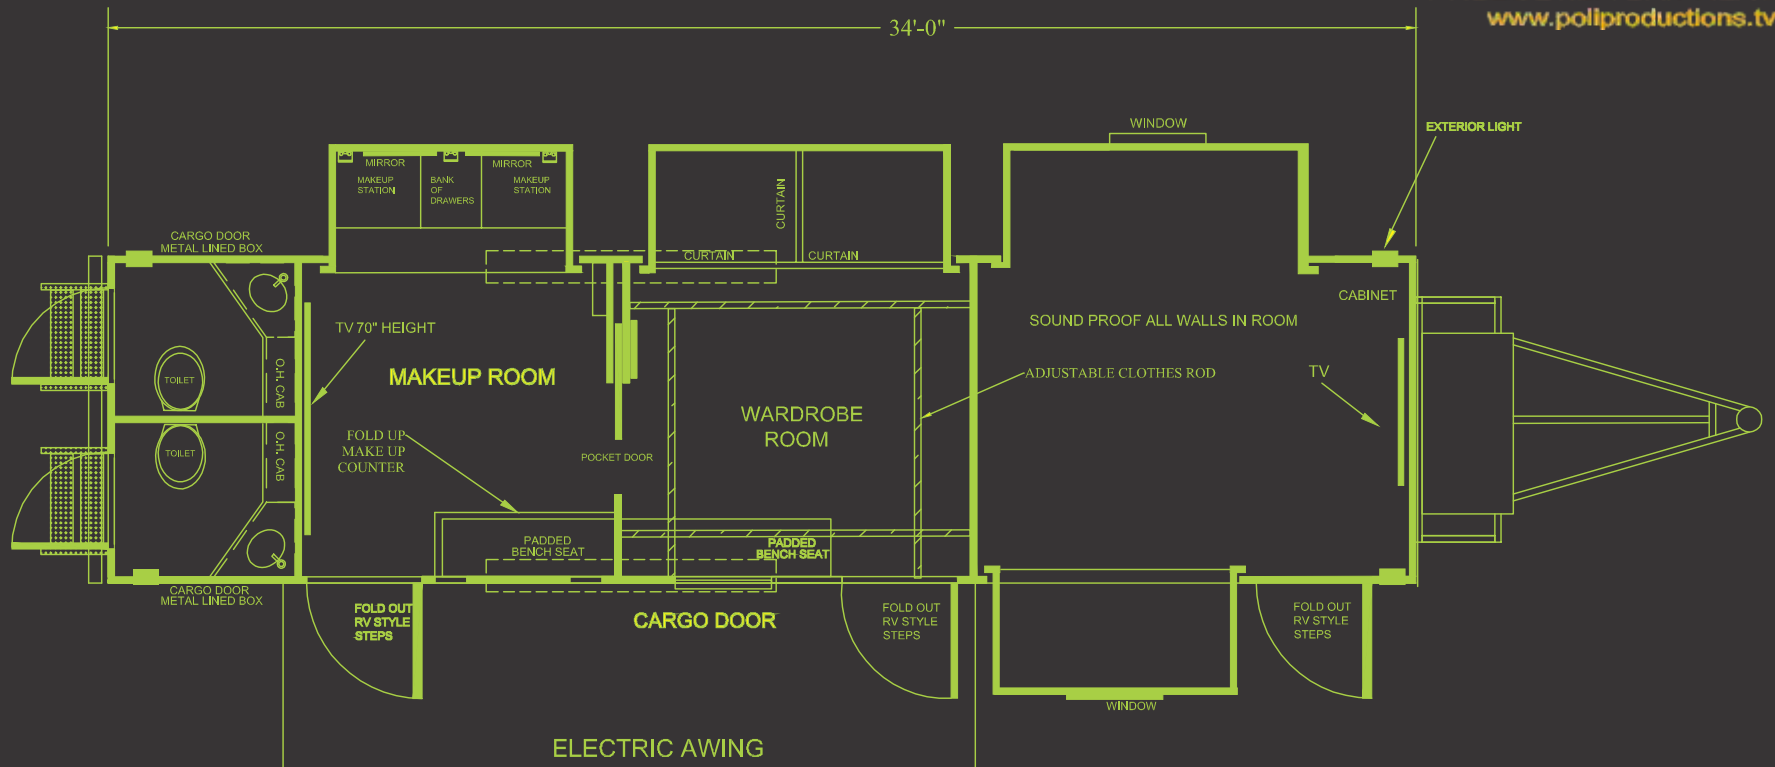 34'-0"
www.poliproductions.tv
WINDOW
EXTERIOR LIGHT
MIRROR
MIRROR
MAKEUP
STATION
BANK
OF
DRAWERS
MAKEUP
STATION
CURTAIN
CURTAIN
CURTAIN
CARGO DOOR
METAL LINED BOX
CABINET
TV 70" HEIGHT
SOUND PROOF ALL WALLS IN ROOM
MAKEUP ROOM
ADJUSTABLE CLOTHES ROD
TV
TOILET
O.H. CAB
WARDROBE
ROOM
FOLD UP
MAKE UP
COUNTER
POCKET DOOR
TOILET
O.H. CAB
PADDED
BENCH SEAT
PADDED
BENCH SEAT
CARGO DOOR
METAL LINED BOX
FOLD OUT
RV STYLE
STEPS
CARGO DOOR
FOLD OUT
RV STYLE
STEPS
FOLD OUT
RV STYLE
STEPS
WINDOW
ELECTRIC AWING